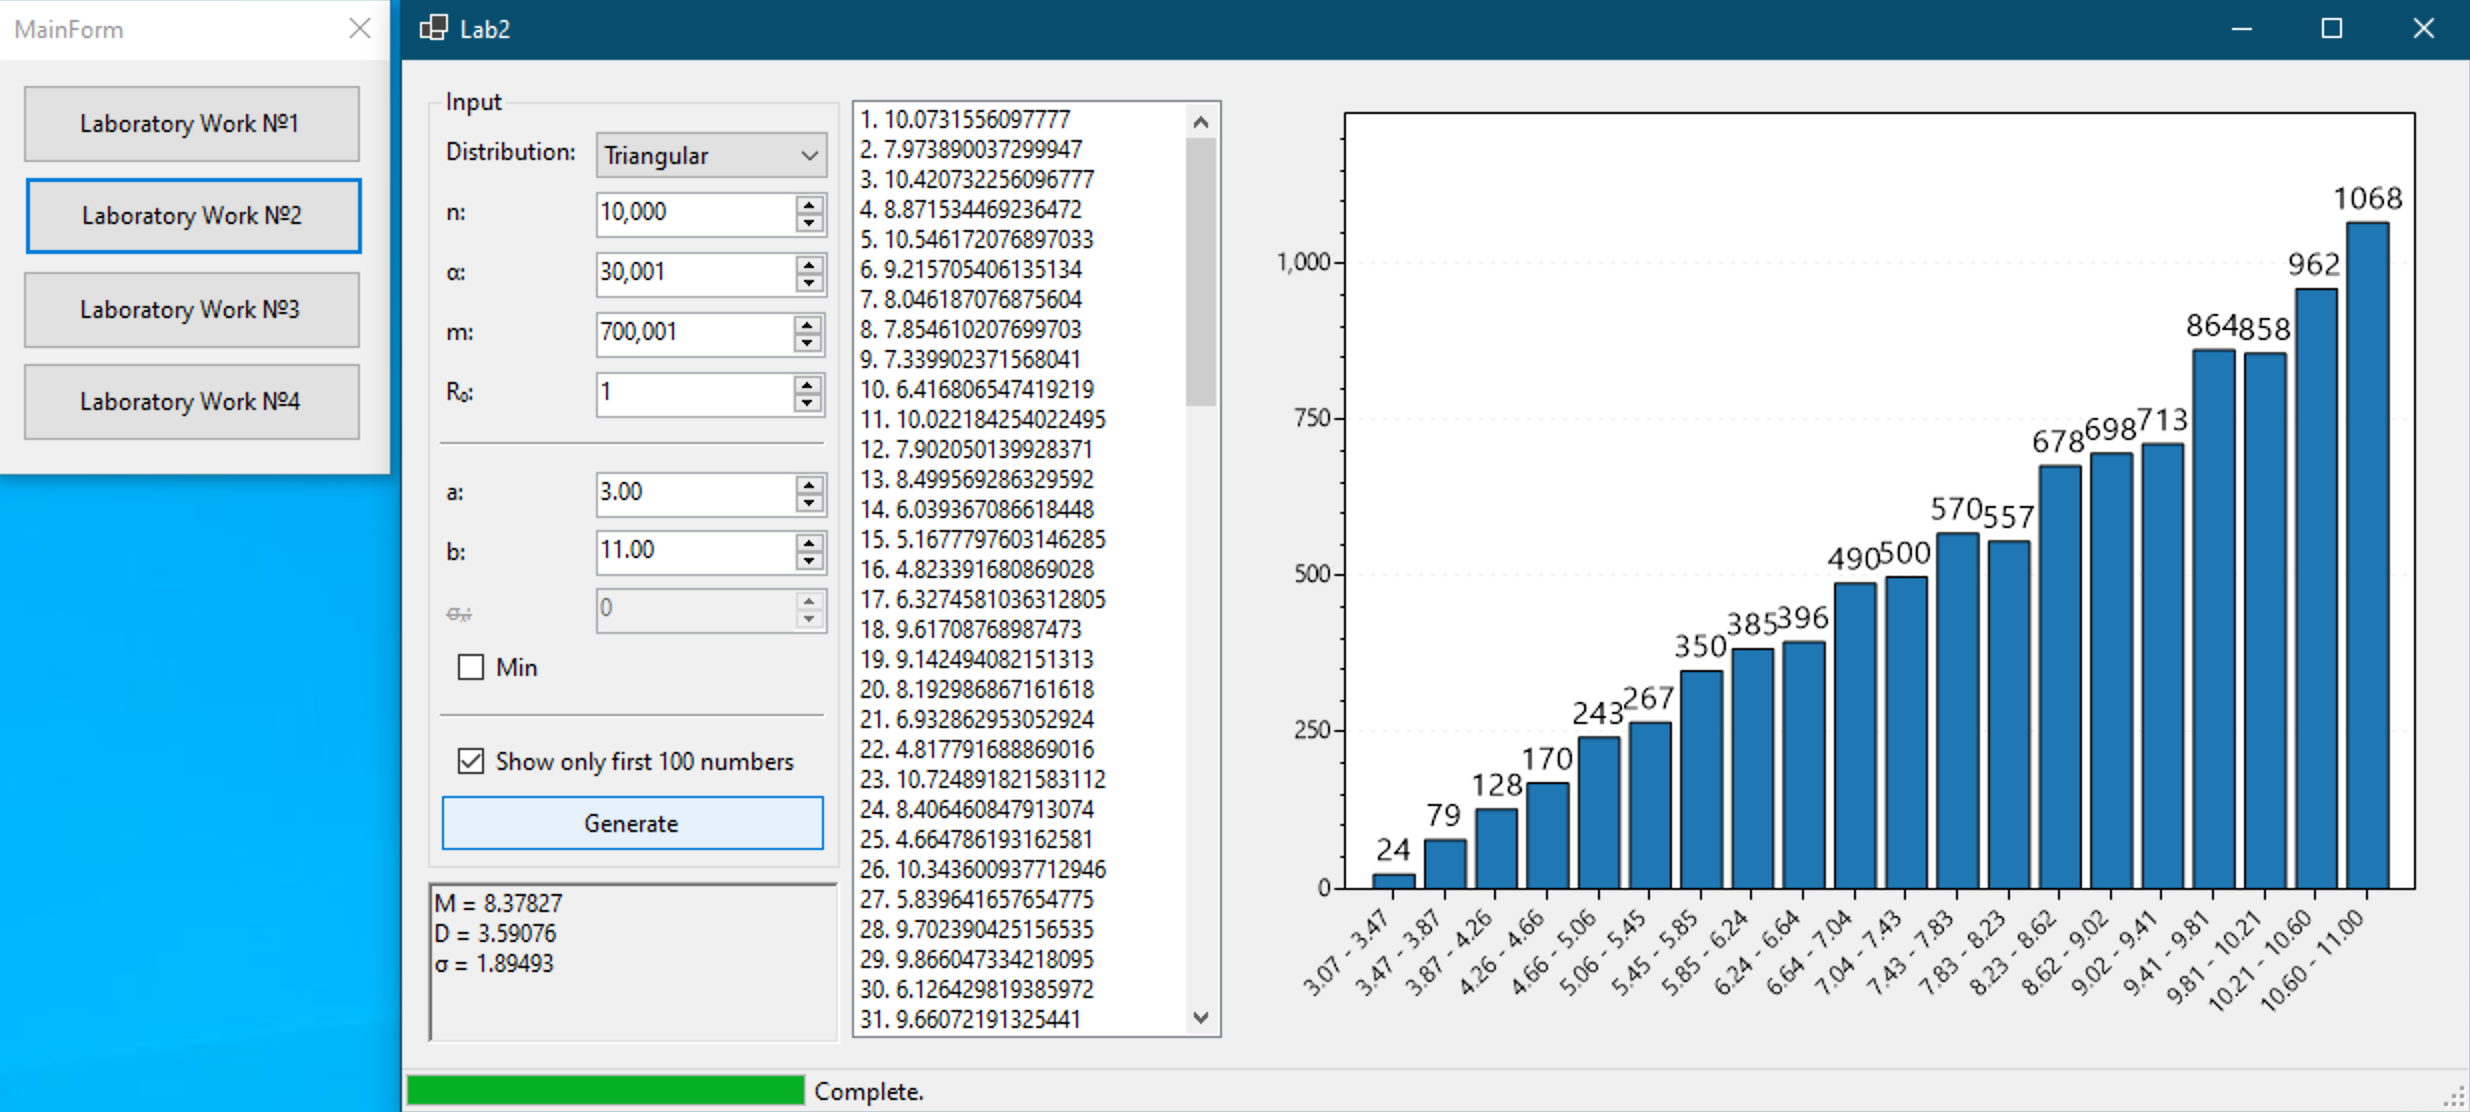 MainForm
Laboratory Work №1
Laboratory Work №2
Laboratory Work №3
Laboratory Work №4
Lab2
Input
Distribution: Triangular
n: 10,000
α: 30,001
m: 700,001
R₀: 1
a: 3.00
b: 11.00
σₓ: 0
Min
Show only first 100 numbers
Generate
M = 8.37827
D = 3.59076
σ = 1.89493
1. 10.0731556097777
2. 7.973890037299947
3. 10.420732256096777
4. 8.871534469236472
5. 10.546172076897033
6. 9.215705406135134
7. 8.046187076875604
8. 7.854610207699703
9. 7.339902371568041
10. 6.416806547419219
11. 10.022184254022495
12. 7.902050139928371
13. 8.499569286329592
14. 6.039367086618448
15. 5.1677797603146285
16. 4.823391680869028
17. 6.3274581036312805
18. 9.61708768987473
19. 9.142494082151313
20. 8.192986867161618
21. 6.932862953052924
22. 4.817791688869016
23. 10.724891821583112
24. 8.406460847913074
25. 4.664786193162581
26. 10.343600937712946
27. 5.839641657654775
28. 9.702390425156535
29. 9.866047334218095
30. 6.126429819385972
31. 9.66072191325441
1,000
750
500
250
0
24
79
128
170
243
267
350
385
396
490
500
570
557
678
698
713
864
858
962
1068
3.07 - 3.47
3.47 - 3.87
3.87 - 4.26
4.26 - 4.66
4.66 - 5.06
5.06 - 5.45
5.45 - 5.85
5.85 - 6.24
6.24 - 6.64
6.64 - 7.04
7.04 - 7.43
7.43 - 7.83
7.83 - 8.23
8.23 - 8.62
8.62 - 9.02
9.02 - 9.41
9.41 - 9.81
9.81 - 10.21
10.21 - 10.60
10.60 - 11.00
Complete.